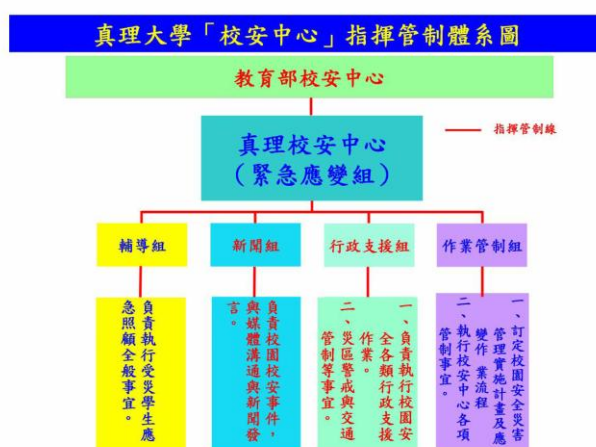 真理大學「校安中心」指揮管制體系圖
教育部校安中心
指揮管制線
真理校安中心
（緊急應變組）
輔導組
新聞組
行政支援組
作業管制組
負責執行受災學生應
急照顧全般事宜。
負責校園校安事件，
與媒體溝通與新聞發
言。
一、負責執行校園安
全各類行政支援
作業。
二、災區警戒與交通
管制等事宜。
一、訂定校園安全災害
管理實施計畫及應
變作 業流程
二、執行校安中心各項
管制事宜。